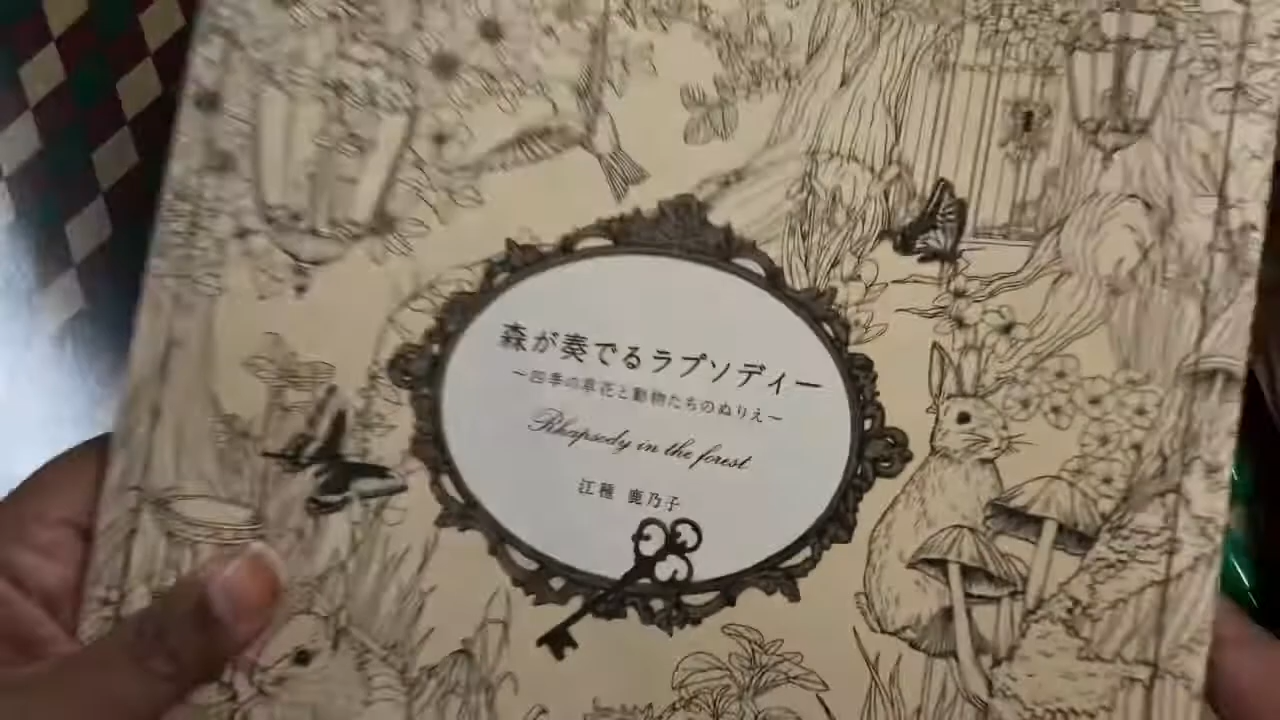 森が奏でるラプソディー
〜四季の草花と動物たちのぬりえ〜
Rhapsody in the forest
江種 鹿乃子